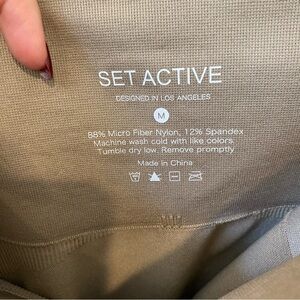 SET ACTIVE
DESIGNED IN LOS ANGELES
M
88% Micro Fiber Nylon, 12% Spandex
Machine wash cold with like colors.
Tumble dry low. Remove promptly.
Made in China